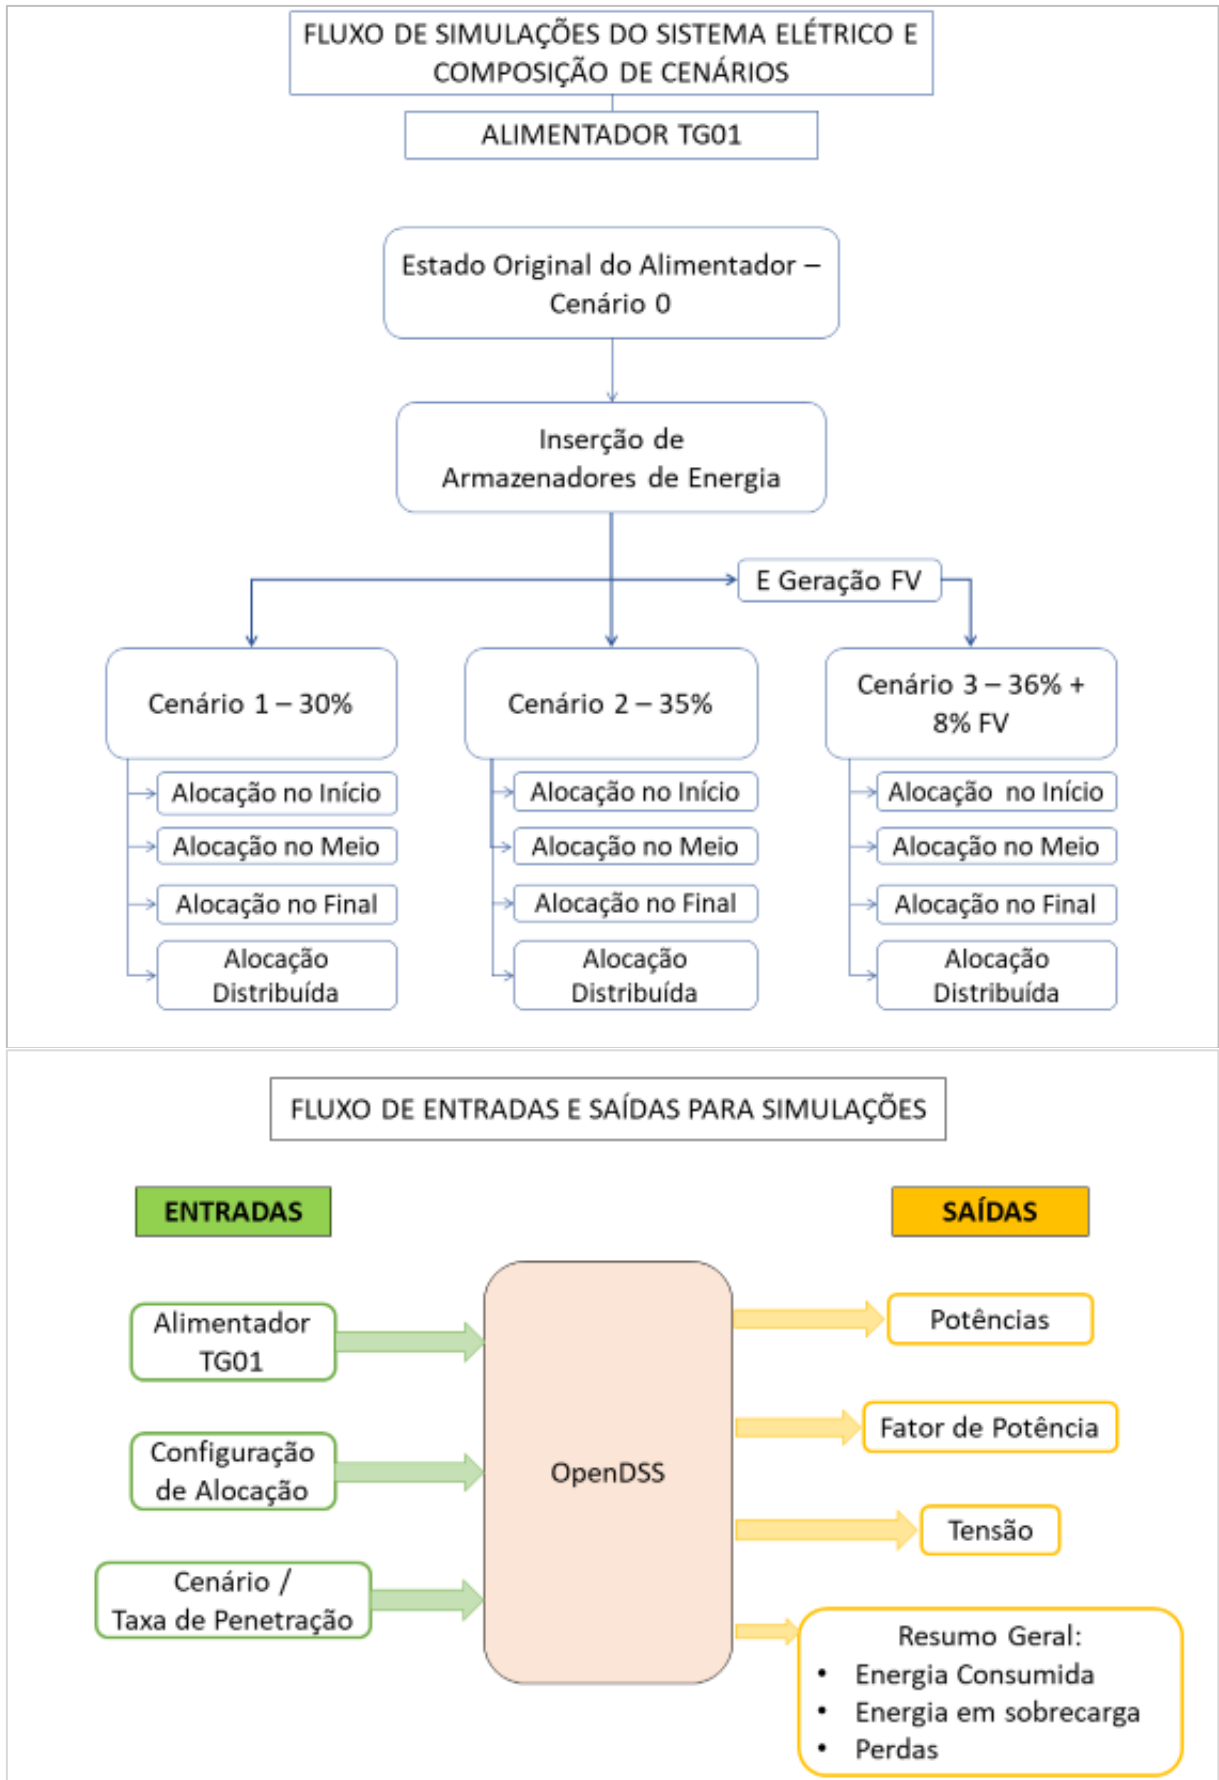 FLUXO DE SIMULAÇÕES DO SISTEMA ELÉTRICO E
COMPOSIÇÃO DE CENÁRIOS
ALIMENTADOR TG01
Estado Original do Alimentador –
Cenário 0
Inserção de
Armazenadores de Energia
E Geração FV
Cenário 1 – 30%
Alocação no Início
Alocação no Meio
Alocação no Final
Alocação
Distribuída
Cenário 2 – 35%
Alocação no Início
Alocação no Meio
Alocação no Final
Alocação
Distribuída
Cenário 3 – 36% +
8% FV
Alocação no Início
Alocação no Meio
Alocação no Final
Alocação
Distribuída
FLUXO DE ENTRADAS E SAÍDAS PARA SIMULAÇÕES
ENTRADAS
Alimentador
TG01
Configuração
de Alocação
Cenário /
Taxa de Penetração
OpenDSS
SAÍDAS
Potências
Fator de Potência
Tensão
Resumo Geral:
• Energia Consumida
• Energia em sobrecarga
• Perdas